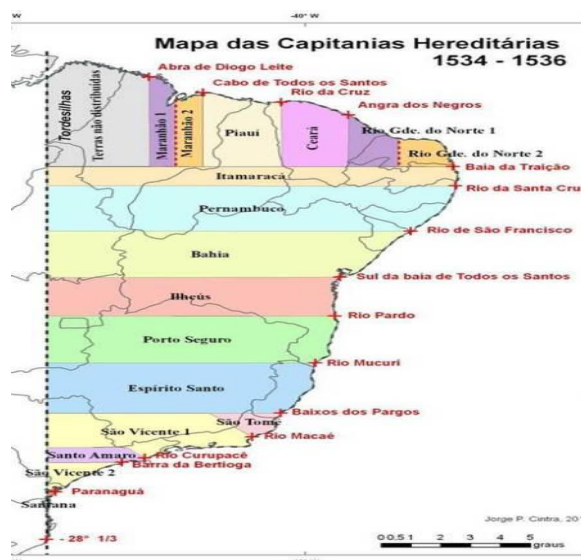 -40° W
Mapa das Capitanias Hereditárias
1534 - 1536
Abra de Diogo Leite
Cabo de Todos os Santos
Rio da Cruz
Angra dos Negros
Tordesilhas
Terras não distribuídas
Maranhão 1
Maranhão 2
Piauí
Ceará
Rio Gde. do Norte 1
Rio Gde. do Norte 2
Baia da Traição
Itamaracá
Rio da Santa Cru
Pernambuco
Rio de São Francisco
Bahia
Sul da baia de Todos os Santos
Ilhéus
Rio Pardo
Porto Seguro
Rio Mucuri
Espírito Santo
Baixos dos Pargos
São Tome
São Vicente 1
Rio Macaé
Santo Amaro
Rio Curupacê
Barra da Bertioga
São Vicente 2
Paranaguá
Santana
- 28° 1/3
Jorge P. Cintra, 20
0 0.5 1 2 3 4 5
graus